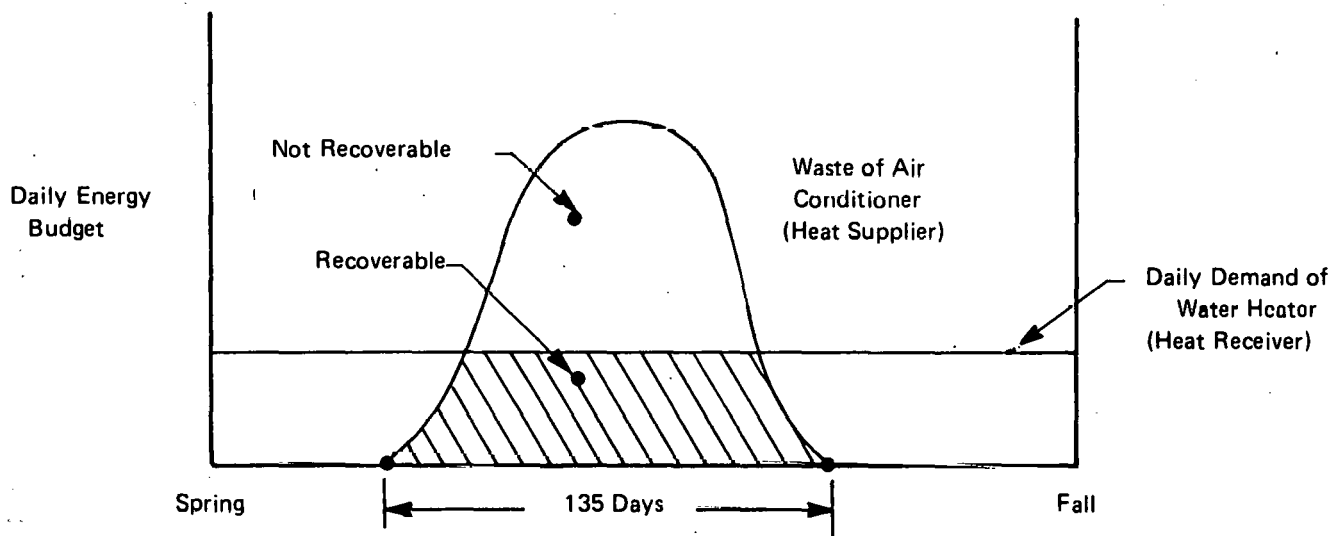 Not Recoverable
Daily Energy
Budget
Waste of Air
Conditioner
(Heat Supplier)
Recoverable
Daily Demand of
Water Heator
(Heat Receiver)
Spring
135 Days
Fall